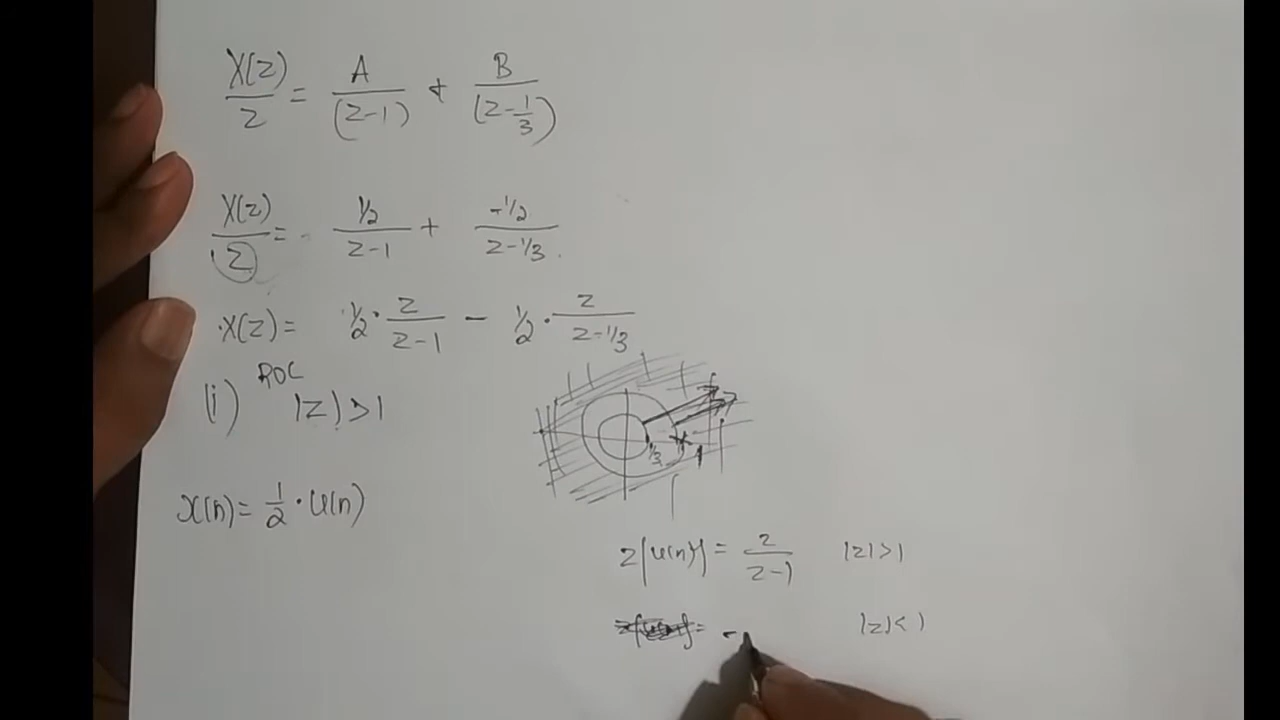 X(z)/z = A/(z-1) + B/(z-1/3)
X(z)/z = 1/2/z-1 + -1/2/z-1/3
X(z) = 1/2 · z/z-1 - 1/2 · z/z-1/3
(i) ROC |z|>1
1/3 1
x(n) = 1/2 · u(n)
z{u(n)} = z/z-1 |z|>1
= - |z|<1